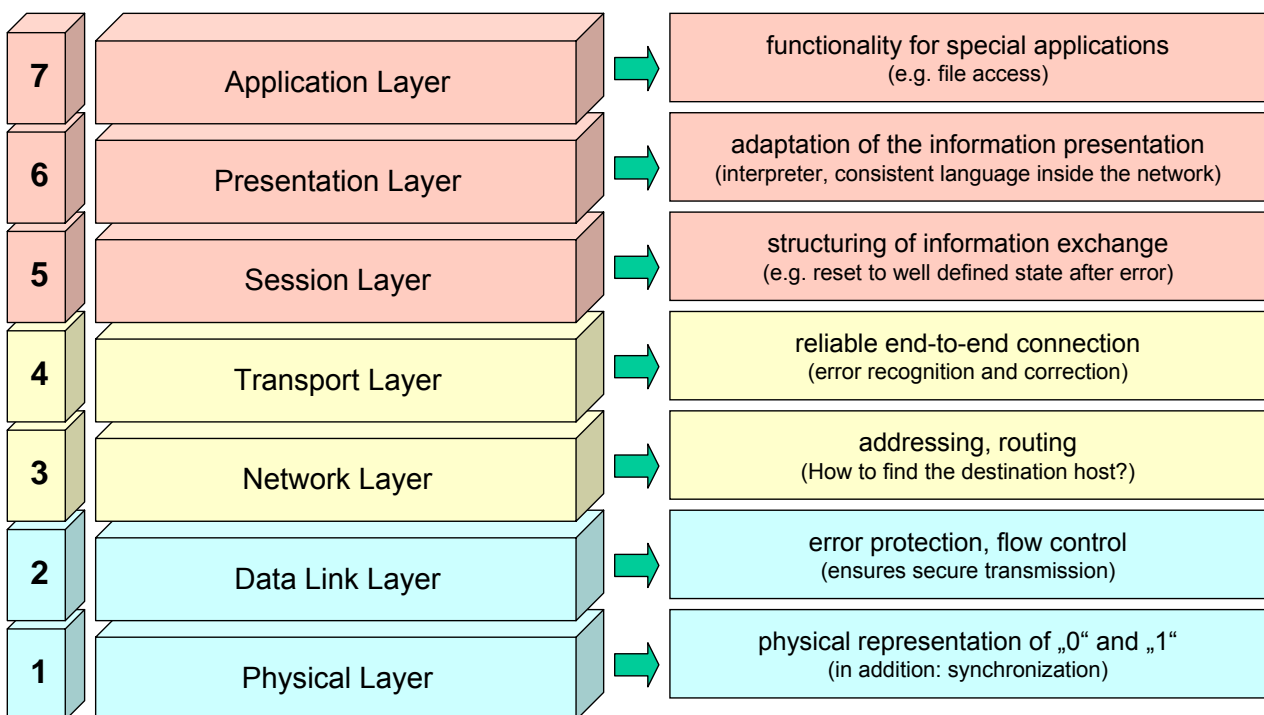 7
Application Layer
functionality for special applications
(e.g. file access)
6
Presentation Layer
adaptation of the information presentation
(interpreter, consistent language inside the network)
5
Session Layer
structuring of information exchange
(e.g. reset to well defined state after error)
4
Transport Layer
reliable end-to-end connection
(error recognition and correction)
3
Network Layer
addressing, routing
(How to find the destination host?)
2
Data Link Layer
error protection, flow control
(ensures secure transmission)
1
Physical Layer
physical representation of „0“ and „1“
(in addition: synchronization)